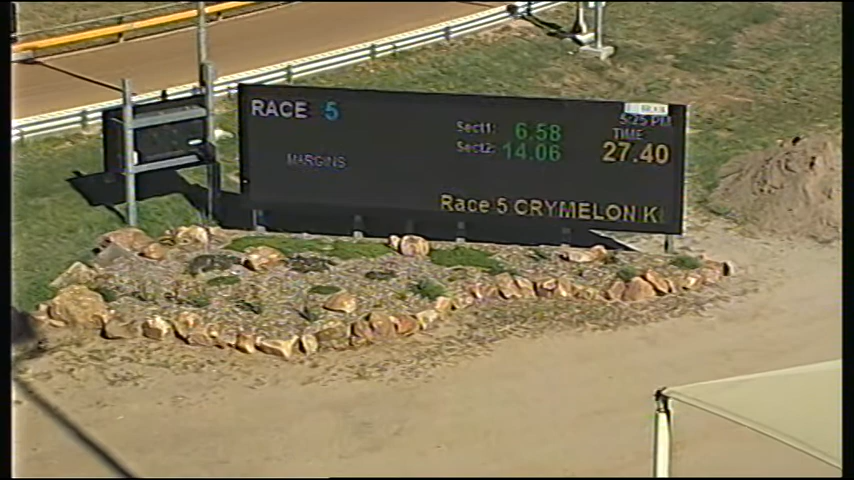 RACE 5
5:25 PM
Sect1: 6.58
TIME
Sect2: 14.06
27.40
MARGINS
Race 5 CRYMELON K